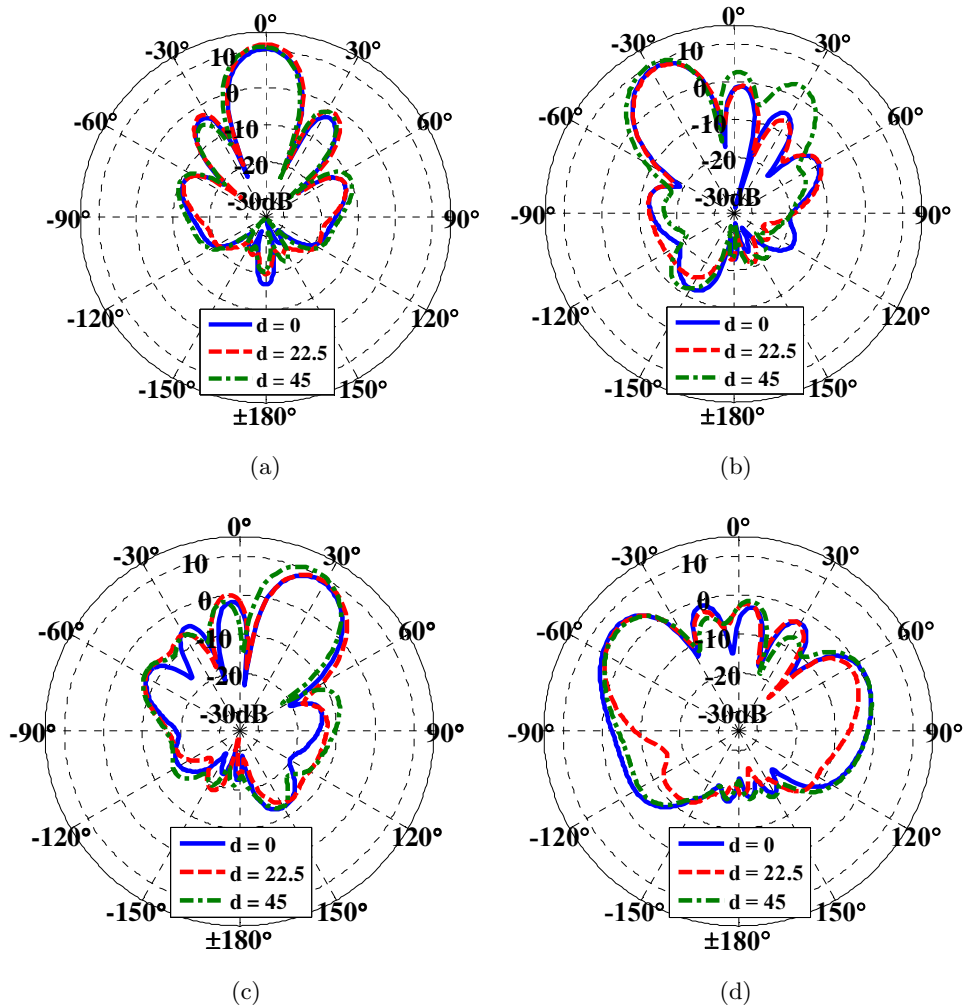 0°
-30° 30°
10
0
-10
-20
-30dB
-60° 60°
-90° 90°
-120° 120°
-150° 150°
±180°
d = 0
d = 22.5
d = 45
(a)
0°
-30° 30°
10
0
-10
-20
-30dB
-60° 60°
-90° 90°
-120° 120°
-150° 150°
±180°
d = 0
d = 22.5
d = 45
(b)
0°
-30° 30°
10
0
-10
-20
-30dB
-60° 60°
-90° 90°
-120° 120°
-150° 150°
±180°
d = 0
d = 22.5
d = 45
(c)
0°
-30° 30°
10
0
-10
-20
-30dB
-60° 60°
-90° 90°
-120° 120°
-150° 150°
±180°
d = 0
d = 22.5
d = 45
(d)